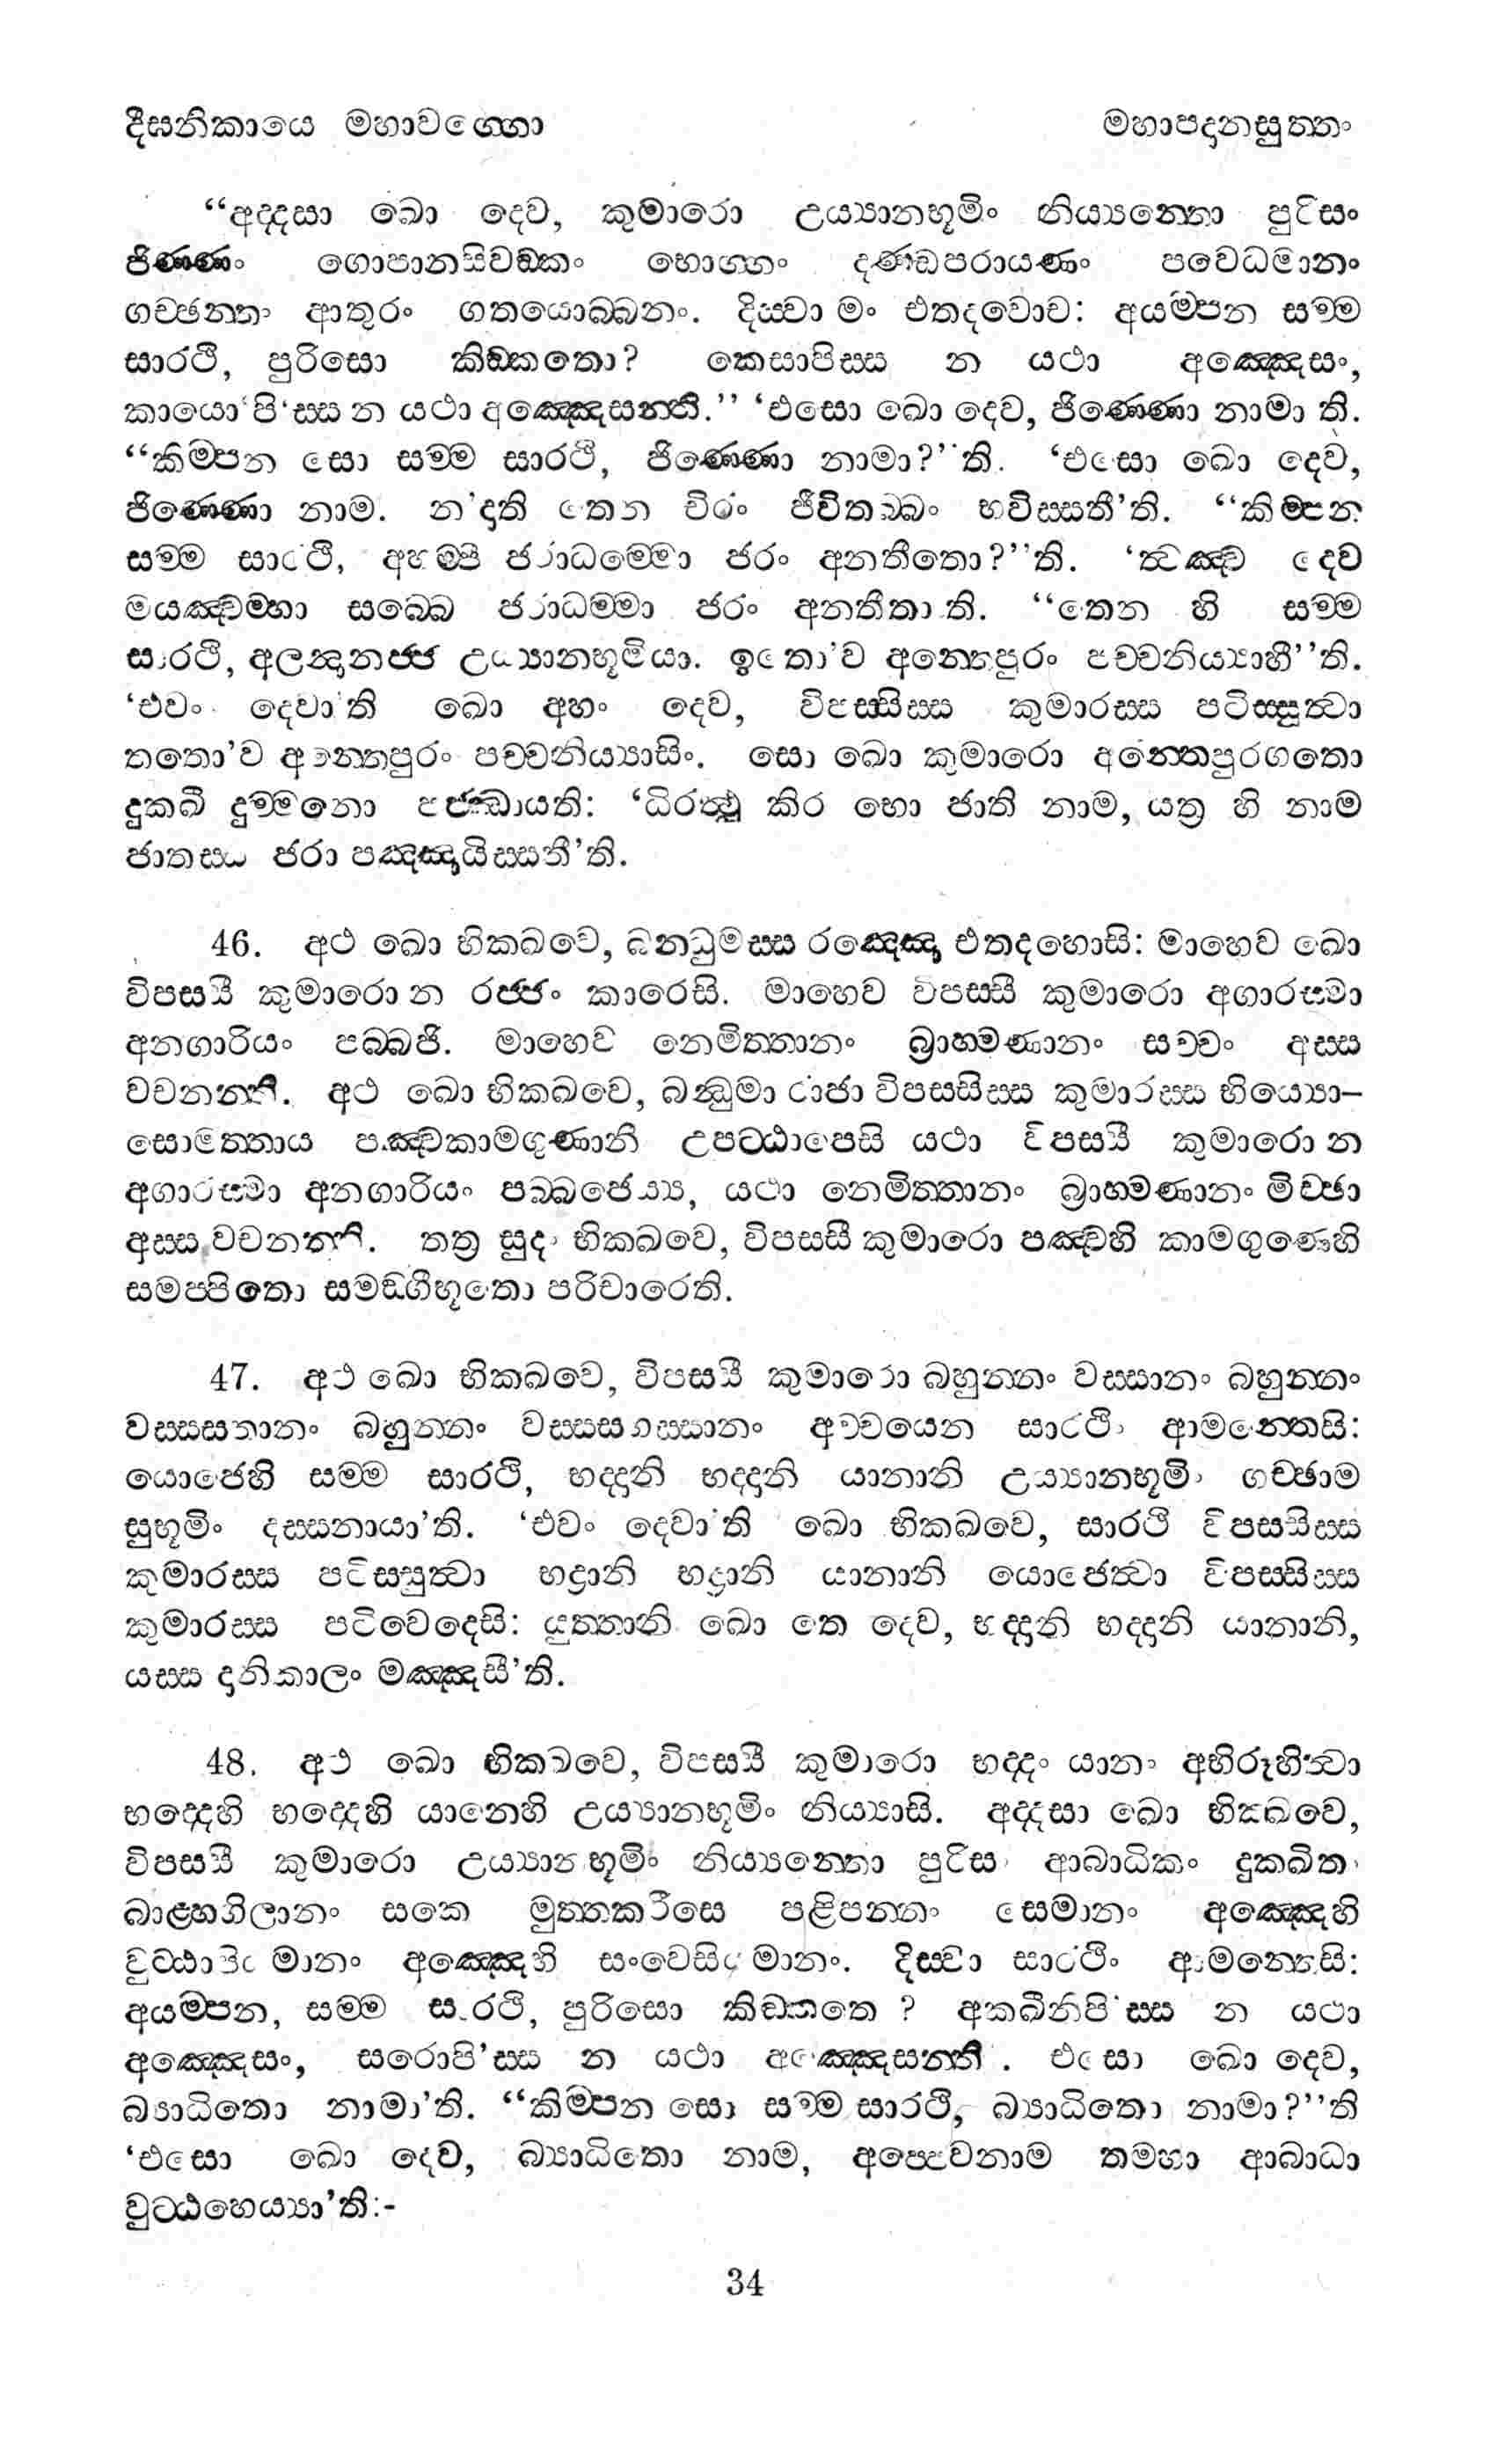 දීඝනිකායෙ මහාවග්ගො මහාපදානසුත්තං
“අද්දසා ඛො දෙව, කුමාරො උය්‍යානභූමිං නිය්‍යන්තො පුරිසං
ජිණ්ණං ගොපානසිවඞ්කං භොග්ගං දණ්ඩපරායණං පවෙධමානං
ගච්ඡන්තං ආතුරං ගතයොබ්බනං. දිස්වා මං එතදවොච: අයම්පන සම්ම
සාරථි, පුරිසො කිඞ්කතො? කෙසාපිස්ස න යථා අඤ්ඤෙසං,
කායො‘පි‘ස්ස න යථා අඤ්ඤෙසන්ති.” ‘එසො ඛො දෙව, ජිණ්ණො නාමා ති.
“කිම්පන සො සම්ම සාරථි, ජිණ්ණො නාමා?’’ති. ‘එසො ඛො දෙව,
ජිණ්ණො නාම. න’දානි තෙන චිරං ජීවිතබ්බං භවිස්සතී’ති. “කිම්පන
සම්ම සාරථි, අහම්පි ජරාධම්මො ජරං අනතීතො?’’ති. ‘ත්වඤ්ච දෙව
මයඤ්චම්හා සබ්බෙ ජරාධම්මා ජරං අනතීතා ති. “තෙන හි සම්ම
සාරථි, අලන්දානජ්ජ උය්‍යානභූමියා. ඉතො’ව අන්තෙපුරං පච්චනිය්‍යාහී’’ති.
‘එවං දෙවා’ති ඛො අහං දෙව, විපස්සිස්ස කුමාරස්ස පටිස්සුත්වා
තතො’ව අන්තෙපුරං පච්චනිය්‍යාසිං. සො ඛො කුමාරො අන්තෙපුරගතො
දුක්ඛී දුම්මනො පජ්ඣායති: ‘ධිරත්ථු කිර භො ජාති නාම, යත්‍ර හි නාම
ජාතස්ස ජරා පඤ්ඤායිස්සතී’ති.
46. අථ ඛො භික්ඛවෙ, බන්ධුමස්ස රඤ්ඤො එතදහොසි: මාහෙව ඛො
විපස්සී කුමාරො න රජ්ජං කාරෙසි. මාහෙව විපස්සී කුමාරො අගාරස්මා
අනගාරියං පබ්බජි. මාහෙව නෙමිත්තානං බ්‍රාහ්මණානං සච්චං අස්ස
වචනන්ති. අථ ඛො භික්ඛවෙ, බන්ධුමා රාජා විපස්සිස්ස කුමාරස්ස භිය්‍යො–
සොමත්තාය පඤ්චකාමගුණානි උපට්ඨාපෙසි යථා විපස්සී කුමාරො න
අගාරස්මා අනගාරියං පබ්බජෙය්‍ය, යථා නෙමිත්තානං බ්‍රාහ්මණානං මිච්ඡා
අස්ස වචනන්ති. තත්‍ර සුදං භික්ඛවෙ, විපස්සී කුමාරො පඤ්චහි කාමගුණෙහි
සමප්පිතො සමඞ්ගීභූතො පරිචාරෙති.
47. අථ ඛො භික්ඛවෙ, විපස්සී කුමාරො බහුන්නං වස්සානං බහුන්නං
වස්සසතානං බහුන්නං වස්සසහස්සානං අච්චයෙන සාරථිං ආමන්තෙසි:
යොජෙහි සම්ම සාරථි, භද්දානි භද්දානි යානානි උය්‍යානභූමිං ගච්ඡාම
සුභූමිං දස්සනායා’ති. ‘එවං දෙවා’ති ඛො භික්ඛවෙ, සාරථි විපස්සිස්ස
කුමාරස්ස පටිස්සුත්වා භද්‍රානි භද්‍රානි යානානි යොජෙත්වා විපස්සිස්ස
කුමාරස්ස පටිවෙදෙසි: යුත්තානි ඛො තෙ දෙව, භද්දානි භද්දානි යානානි,
යස්ස දානිකාලං මඤ්ඤසී’ති.
48. අථ ඛො භික්ඛවෙ, විපස්සී කුමාරො භද්දං යානං අභිරූහිත්වා
භද්දෙහි භද්දෙහි යානෙහි උය්‍යානභූමිං නිය්‍යාසි. අද්දසා ඛො භික්ඛවෙ,
විපස්සී කුමාරො උය්‍යානභූමිං නිය්‍යන්තො පුරිසං ආබාධිකං දුක්ඛිතං
බාළ්හගිලානං සකෙ මුත්තකරීසෙ පළිපන්නං සෙමානං අඤ්ඤෙහි
වුට්ඨාපියමානං අඤ්ඤෙහි සංවෙසියමානං. දිස්වා සාරථිං ආමන්තෙසි:
අයම්පන, සම්ම සාරථි, පුරිසො කිඞ්කතො ? අක්ඛීනිපි’ස්ස න යථා
අඤ්ඤෙසං, සරොපි’ස්ස න යථා අඤ්ඤෙසන්ති . එසො ඛො දෙව,
බ්‍යාධිතො නාමා’ති. “කිම්පන සො සම්ම සාරථි, බ්‍යාධිතො නාමා?’’ති
‘එසො ඛො දෙව, බ්‍යාධිතො නාම, අප්පෙවනාම තම්හා ආබාධා
වුට්ඨහෙය්‍යා’ති:-
34